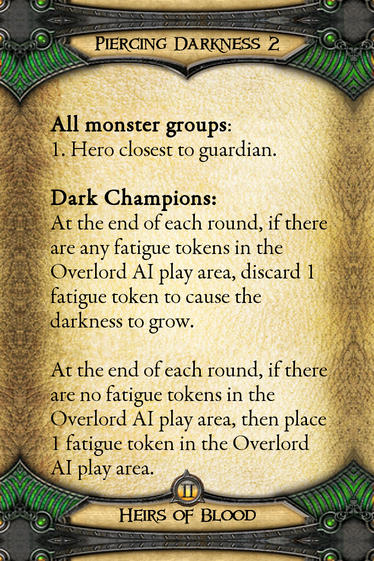 Piercing Darkness 2
All monster groups:
1. Hero closest to guardian.
Dark Champions:
At the end of each round, if there
are any fatigue tokens in the
Overlord AI play area, discard 1
fatigue token to cause the
darkness to grow.
At the end of each round, if there
are no fatigue tokens in the
Overlord AI play area, then place
1 fatigue token in the Overlord
AI play area.
II
Heirs of Blood